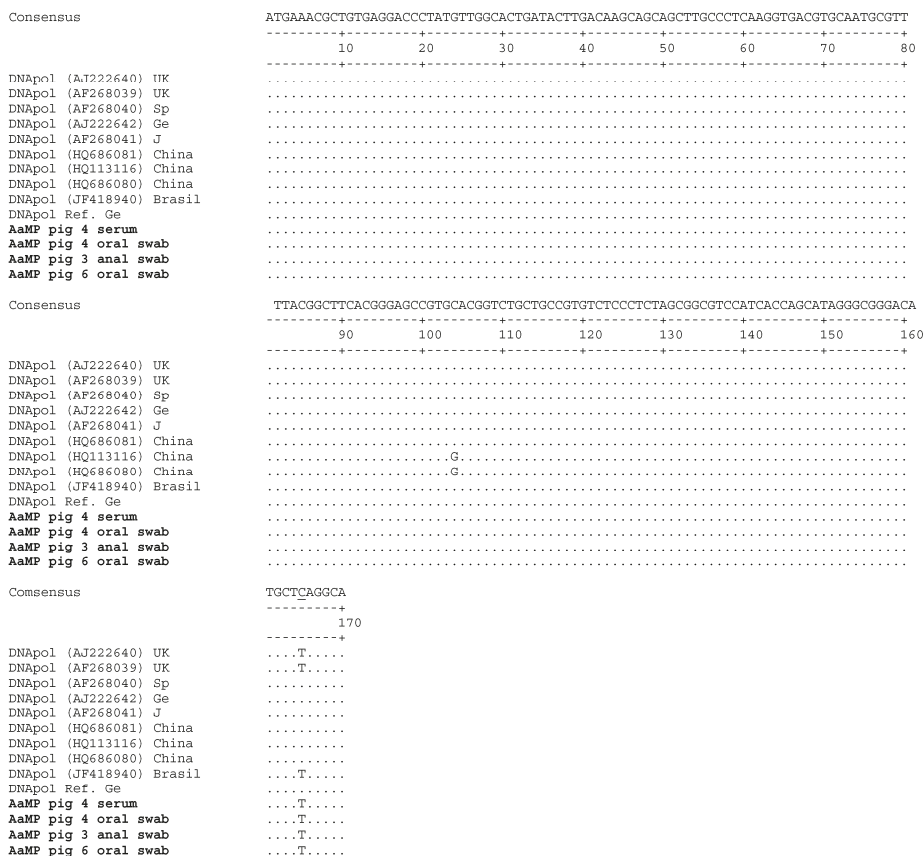 Consensus ATGAAACGCTGTGAGGACCCTATGTTGGCACTGATACTTGACAAGCAGCAGCTTGCCCTCAAGGTGACGTGCAATGCGTT
---------+---------+---------+---------+---------+---------+---------+---------+
10 20 30 40 50 60 70 80
---------+---------+---------+---------+---------+---------+---------+---------+
DNApol (AJ222640) UK ................................................................................
DNApol (AF268039) UK ................................................................................
DNApol (AF268040) Sp ................................................................................
DNApol (AJ222642) Ge ................................................................................
DNApol (AF268041) J ................................................................................
DNApol (HQ686081) China ................................................................................
DNApol (HQ113116) China ................................................................................
DNApol (HQ686080) China ................................................................................
DNApol (JF418940) Brasil ................................................................................
DNApol Ref. Ge ................................................................................
AaMP pig 4 serum ................................................................................
AaMP pig 4 oral swab ................................................................................
AaMP pig 3 anal swab ................................................................................
AaMP pig 6 oral swab ................................................................................
Consensus TTACGGCTTCACGGGAGCCGTGCACGGTCTGCTGCCGTGTCTCCCTCTAGCGGCGTCCATCACCAGCATAGGGCGGGACA
---------+---------+---------+---------+---------+---------+---------+---------+
90 100 110 120 130 140 150 160
---------+---------+---------+---------+---------+---------+---------+---------+
DNApol (AJ222640) UK ................................................................................
DNApol (AF268039) UK ................................................................................
DNApol (AF268040) Sp ................................................................................
DNApol (AJ222642) Ge ................................................................................
DNApol (AF268041) J ................................................................................
DNApol (HQ686081) China ................................................................................
DNApol (HQ113116) China .......................G........................................................
DNApol (HQ686080) China .......................G........................................................
DNApol (JF418940) Brasil ................................................................................
DNApol Ref. Ge ................................................................................
AaMP pig 4 serum ................................................................................
AaMP pig 4 oral swab ................................................................................
AaMP pig 3 anal swab ................................................................................
AaMP pig 6 oral swab ................................................................................
Comsensus TGCTCAGGCA
---------+
170
---------+
DNApol (AJ222640) UK ....T.....
DNApol (AF268039) UK ....T.....
DNApol (AF268040) Sp ..........
DNApol (AJ222642) Ge ..........
DNApol (AF268041) J ..........
DNApol (HQ686081) China ..........
DNApol (HQ113116) China ..........
DNApol (HQ686080) China ..........
DNApol (JF418940) Brasil ....T.....
DNApol Ref. Ge ..........
AaMP pig 4 serum ....T.....
AaMP pig 4 oral swab ....T.....
AaMP pig 3 anal swab ....T.....
AaMP pig 6 oral swab ....T.....